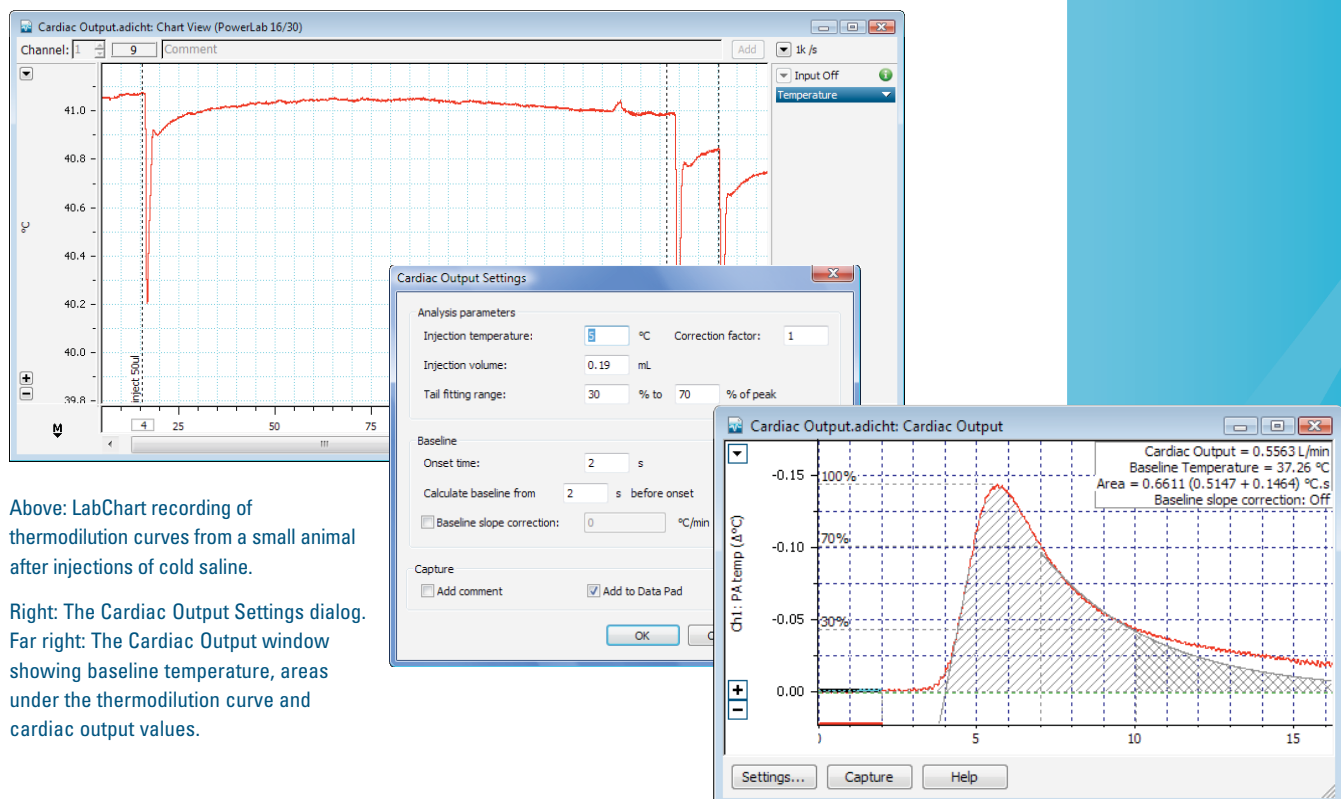 Cardiac Output.adicht: Chart View (PowerLab 16/30)
Channel: 1 9 Comment Add 1k /s
Input Off
Temperature
41.0
40.8
40.6
°C
40.4
40.2
40.0
39.8
inject 50ul
M 4 25 50 75
Cardiac Output Settings
Analysis parameters
Injection temperature: 5 °C Correction factor: 1
Injection volume: 0.19 mL
Tail fitting range: 30 % to 70 % of peak
Baseline
Onset time: 2 s
Calculate baseline from 2 s before onset
Baseline slope correction: 0 °C/min
Capture
Add comment Add to Data Pad
OK C
Cardiac Output.adicht: Cardiac Output
Cardiac Output = 0.5563 L/min
Baseline Temperature = 37.26 °C
Area = 0.6611 (0.5147 + 0.1464) °C.s
Baseline slope correction: Off
-0.15 100%
-0.10 70%
-0.05 30%
0.00
Ch1: PA temp (Δ°C)
5 10 15
Settings... Capture Help
Above: LabChart recording of
thermodilution curves from a small animal
after injections of cold saline.
Right: The Cardiac Output Settings dialog.
Far right: The Cardiac Output window
showing baseline temperature, areas
under the thermodilution curve and
cardiac output values.